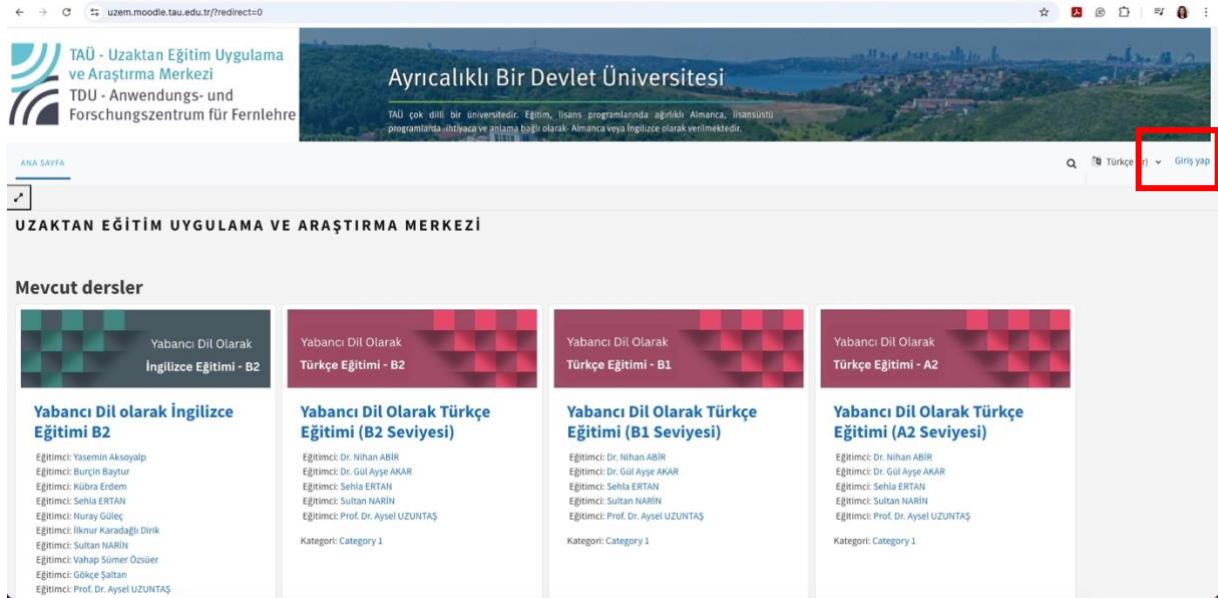 uzem.moodle.tau.edu.tr/?redirect=0
TAÜ - Uzaktan Eğitim Uygulama
ve Araştırma Merkezi
TDU - Anwendungs- und
Forschungszentrum für Fernlehre
Ayrıcalıklı Bir Devlet Üniversitesi
TAÜ çok dilli bir üniversitedir. Eğitim, lisans programlarında ağırlıklı Almanca, lisansüstü
programlarda -ihtiyaca ve anlama bağlı olarak- Almanca veya İngilizce olarak verilmektedir.
ANA SAYFA
Türkçe Giriş yap
UZAKTAN EĞİTİM UYGULAMA VE ARAŞTIRMA MERKEZİ
Mevcut dersler
Yabancı Dil Olarak
İngilizce Eğitimi - B2
Yabancı Dil olarak İngilizce
Eğitimi B2
Eğitimci: Yasemin Aksoyalp
Eğitimci: Burçin Baytur
Eğitimci: Kübra Erdem
Eğitimci: Sehla ERTAN
Eğitimci: Nuray Güleç
Eğitimci: İlknur Karadağlı Dirik
Eğitimci: Sultan NARİN
Eğitimci: Vahap Sümer Özsüer
Eğitimci: Gökçe Şaltan
Eğitimci: Prof. Dr. Aysel UZUNTAŞ
Yabancı Dil Olarak
Türkçe Eğitimi - B2
Yabancı Dil Olarak Türkçe
Eğitimi (B2 Seviyesi)
Eğitimci: Dr. Nihan ABİR
Eğitimci: Dr. Gül Ayşe AKAR
Eğitimci: Sehla ERTAN
Eğitimci: Sultan NARİN
Eğitimci: Prof. Dr. Aysel UZUNTAŞ
Kategori: Category 1
Yabancı Dil Olarak
Türkçe Eğitimi - B1
Yabancı Dil Olarak Türkçe
Eğitimi (B1 Seviyesi)
Eğitimci: Dr. Nihan ABİR
Eğitimci: Dr. Gül Ayşe AKAR
Eğitimci: Sehla ERTAN
Eğitimci: Sultan NARİN
Eğitimci: Prof. Dr. Aysel UZUNTAŞ
Kategori: Category 1
Yabancı Dil Olarak
Türkçe Eğitimi - A2
Yabancı Dil Olarak Türkçe
Eğitimi (A2 Seviyesi)
Eğitimci: Dr. Nihan ABİR
Eğitimci: Dr. Gül Ayşe AKAR
Eğitimci: Sehla ERTAN
Eğitimci: Sultan NARİN
Eğitimci: Prof. Dr. Aysel UZUNTAŞ
Kategori: Category 1